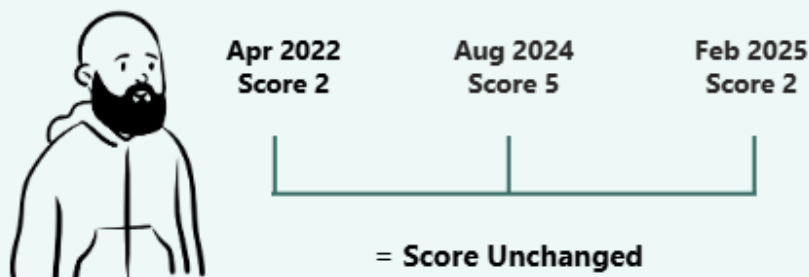 Apr 2022
Score 2
Aug 2024
Score 5
Feb 2025
Score 2
= Score Unchanged